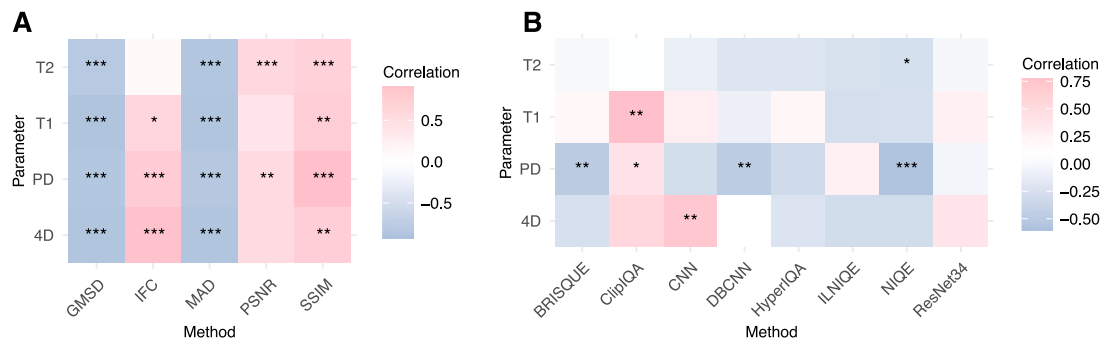 A
Parameter
T2
T1
PD
4D
*** *** *** ***
*** * *** **
*** *** *** ** ***
*** *** *** **
GMSD IFC MAD PSNR SSIM
Method
Correlation
0.5
0.0
−0.5
B
Parameter
T2
T1
PD
4D
*
**
** * ** ***
**
BRISQUE ClipIQA CNN DBCNN HyperIQA ILNIQE NIQE ResNet34
Method
Correlation
0.75
0.50
0.25
0.00
−0.25
−0.50